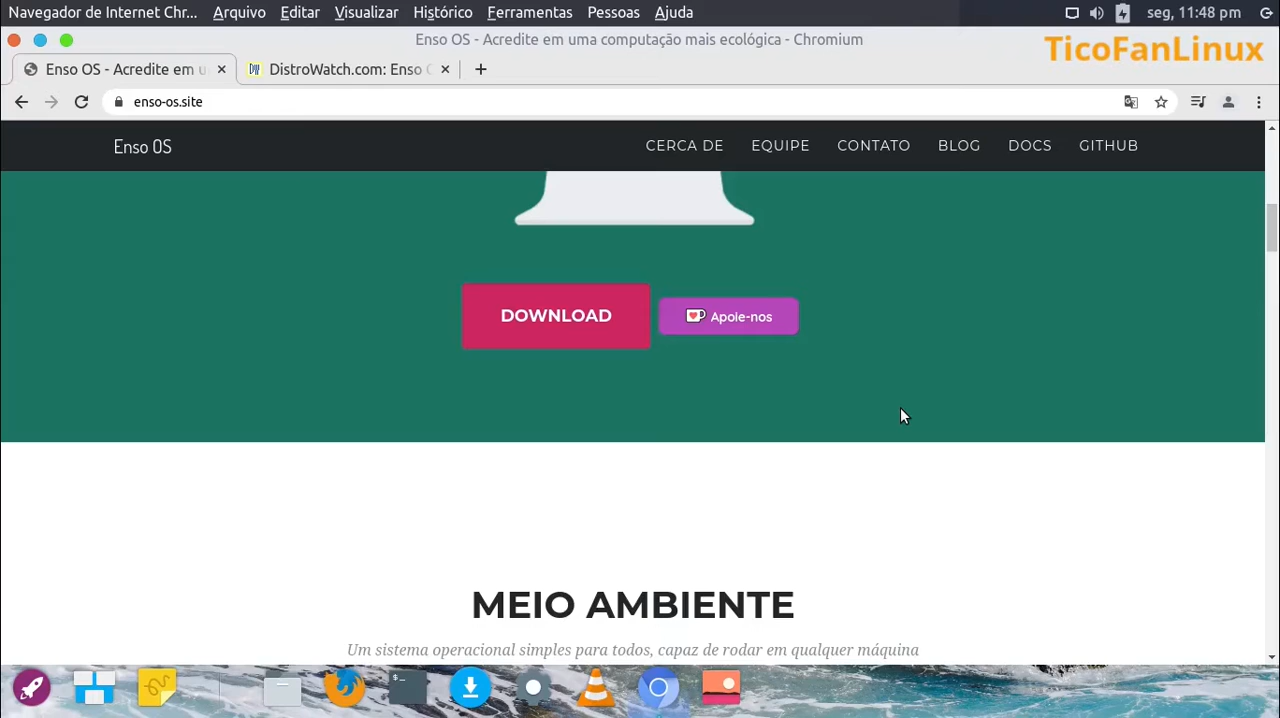 Navegador de Internet Chr... Arquivo Editar Visualizar Histórico Ferramentas Pessoas Ajuda seg, 11:48 pm
Enso OS - Acredite em uma computação mais ecológica - Chromium
TicoFanLinux
Enso OS - Acredite em u
DistroWatch.com: Enso
enso-os.site
Enso OS CERCA DE EQUIPE CONTATO BLOG DOCS GITHUB
DOWNLOAD Apoie-nos
MEIO AMBIENTE
Um sistema operacional simples para todos, capaz de rodar em qualquer máquina